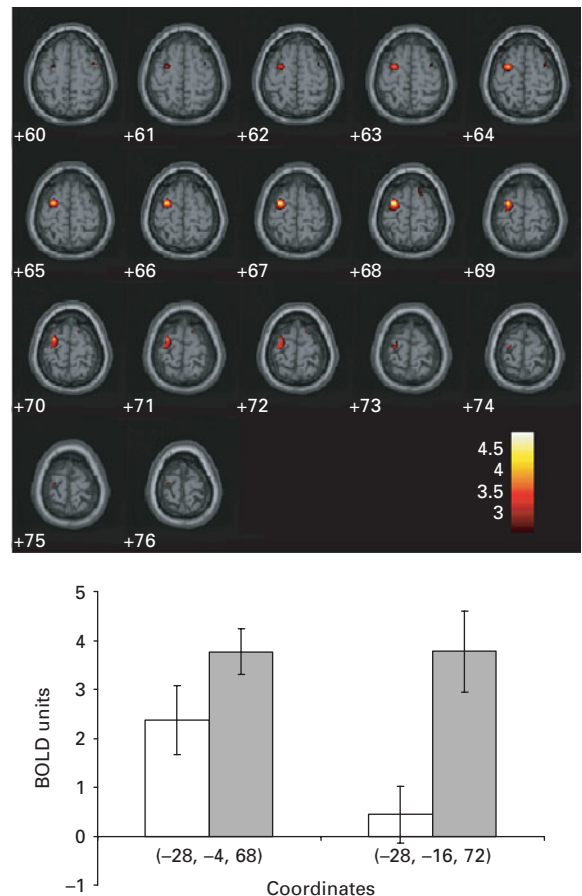 +60 +61 +62 +63 +64
+65 +66 +67 +68 +69
+70 +71 +72 +73 +74
4.5
4
3.5
3
+75 +76
5
4
3
2
1
0
−1
BOLD units
(−28, −4, 68) (−28, −16, 72)
Coordinates